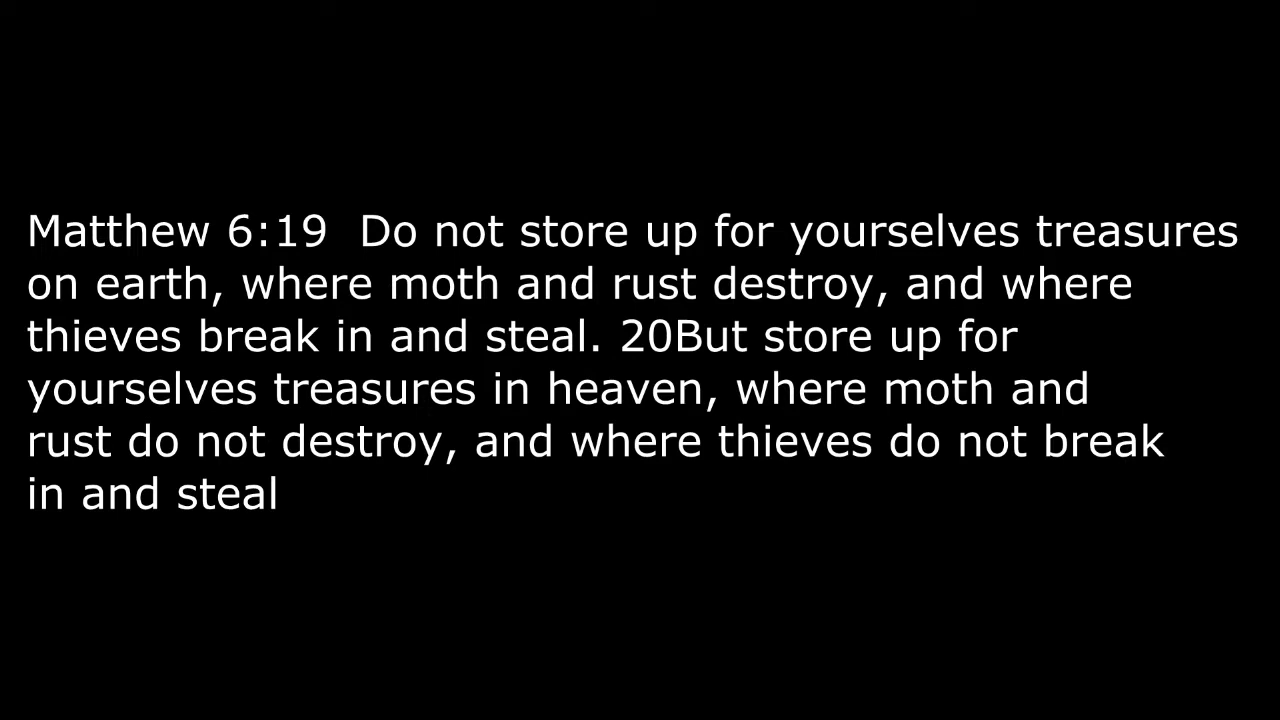 Matthew 6:19  Do not store up for yourselves treasures
on earth, where moth and rust destroy, and where
thieves break in and steal. 20But store up for
yourselves treasures in heaven, where moth and
rust do not destroy, and where thieves do not break
in and steal